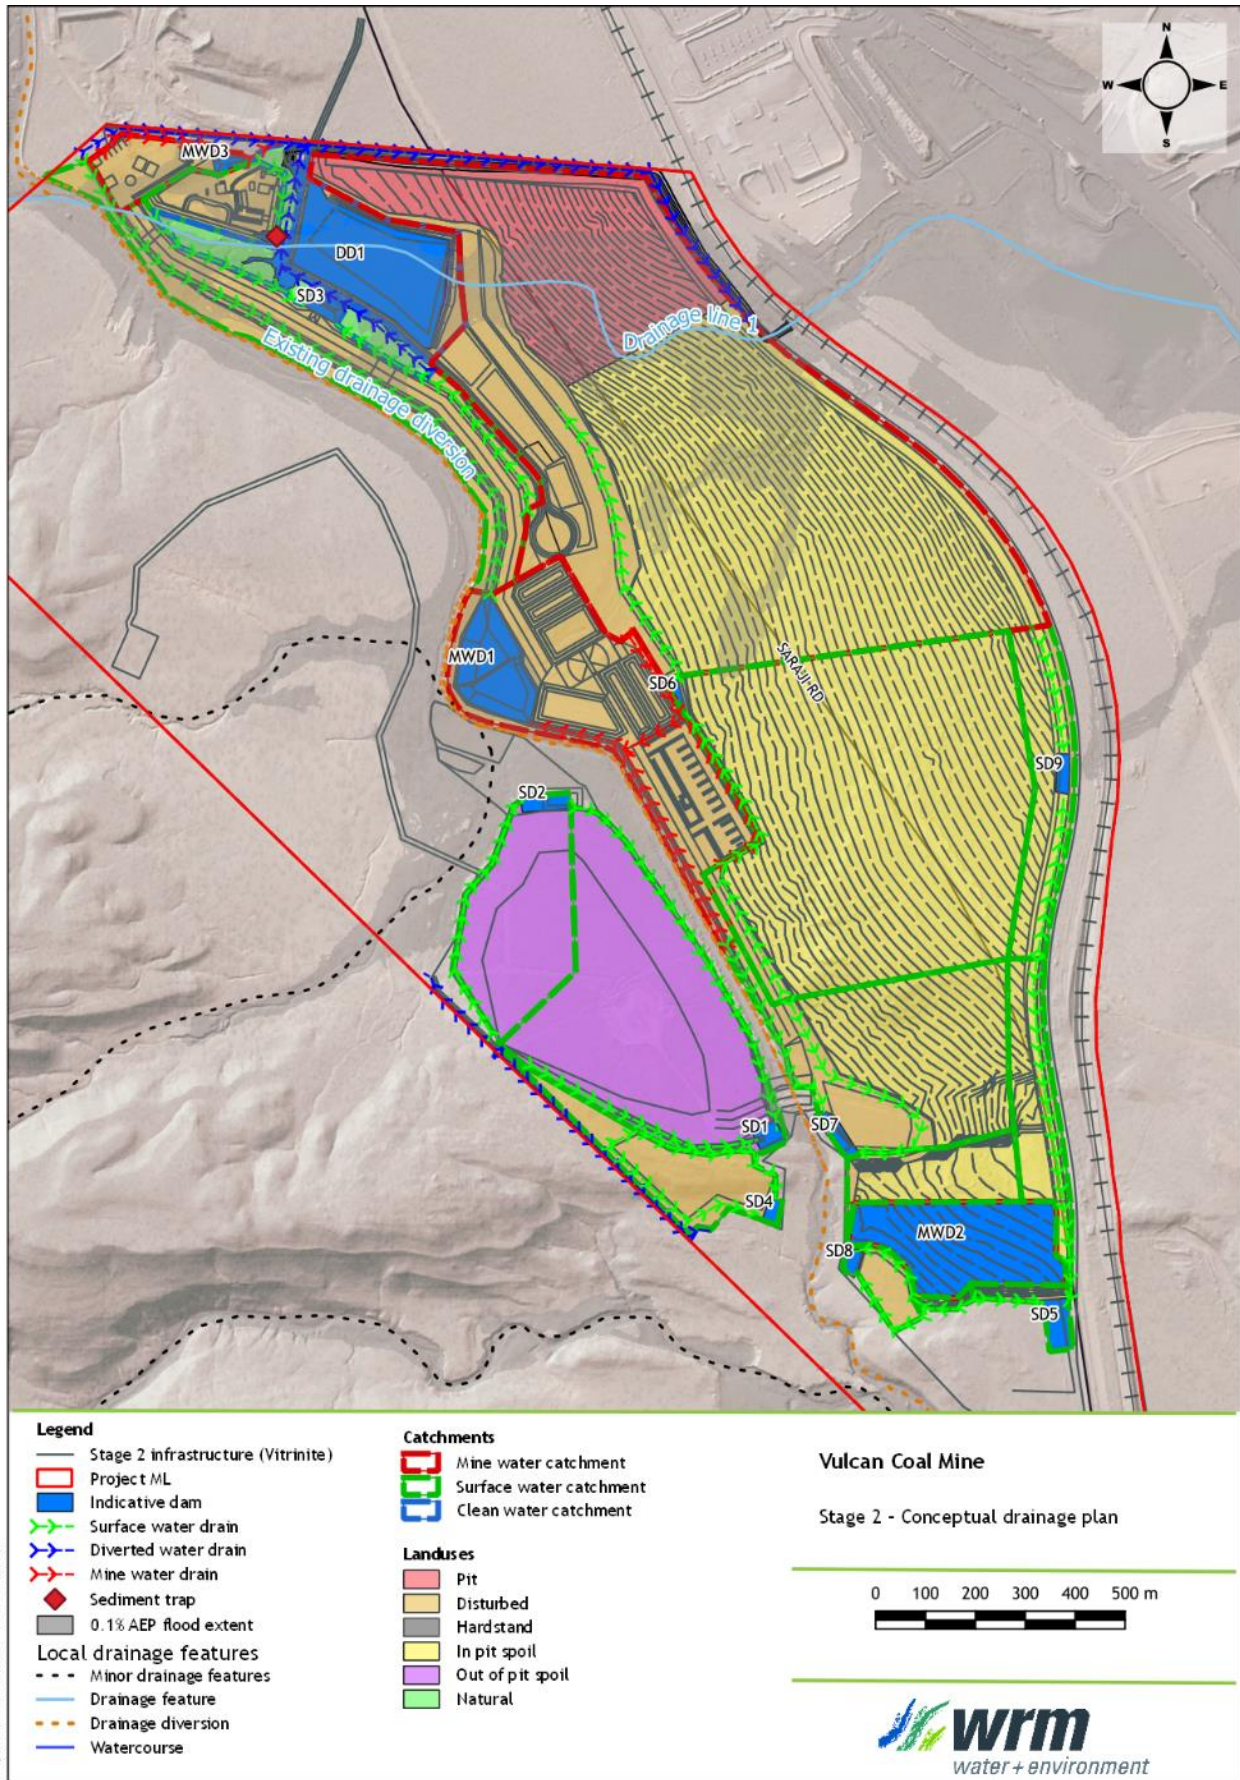 N
W
E
S
MWD3
DD1
SD3
Drainage line 1
Existing drainage diversion
MWD1
SD6
SARAJI RD
SD9
SD2
SD1
SD7
SD4
MWD2
SD8
SD5
Legend
Stage 2 infrastructure (Vitrinite)
Project ML
Indicative dam
Surface water drain
Diverted water drain
Mine water drain
Sediment trap
0.1% AEP flood extent
Local drainage features
Minor drainage features
Drainage feature
Drainage diversion
Watercourse
Catchments
Mine water catchment
Surface water catchment
Clean water catchment
Landuses
Pit
Disturbed
Hardstand
In pit spoil
Out of pit spoil
Natural
Vulcan Coal Mine
Stage 2 - Conceptual drainage plan
0 100 200 300 400 500 m
wrm
water + environment